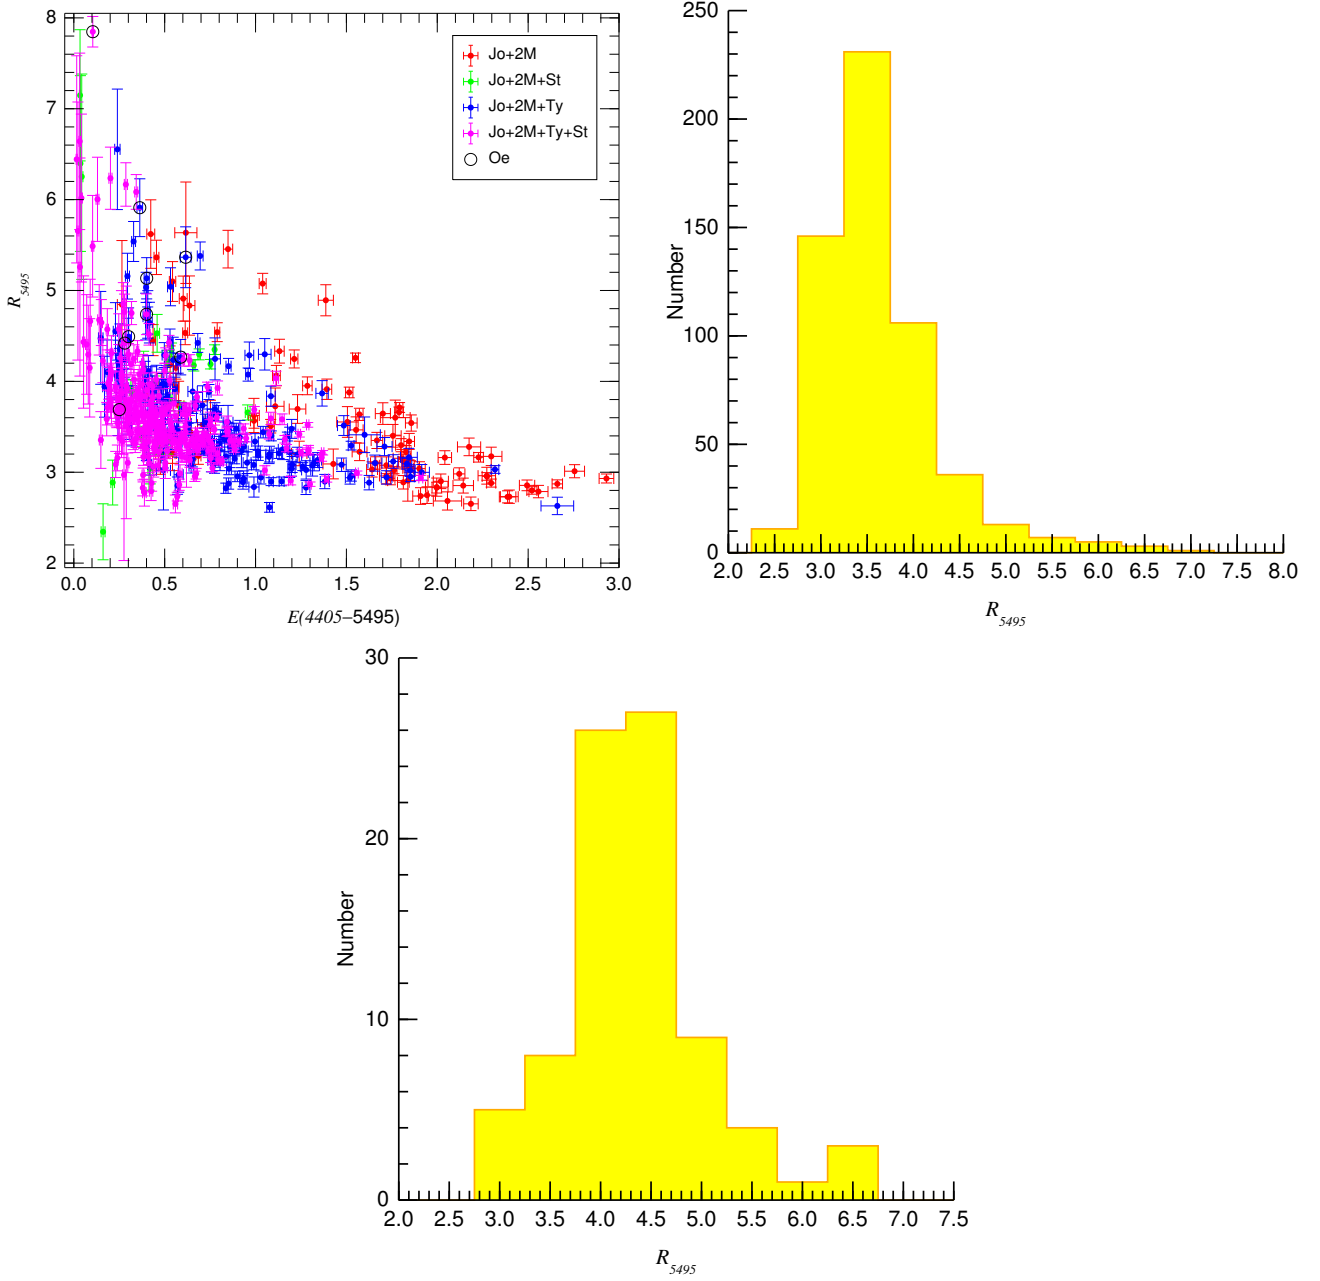 8
7
6
5
4
3
2
R_5495
0.0 0.5 1.0 1.5 2.0 2.5 3.0
E(4405–5495)
Jo+2M
Jo+2M+St
Jo+2M+Ty
Jo+2M+Ty+St
Oe
250
200
150
100
50
0
Number
2.0 2.5 3.0 3.5 4.0 4.5 5.0 5.5 6.0 6.5 7.0 7.5 8.0
R_5495
30
20
10
0
Number
2.0 2.5 3.0 3.5 4.0 4.5 5.0 5.5 6.0 6.5 7.0 7.5
R_5495